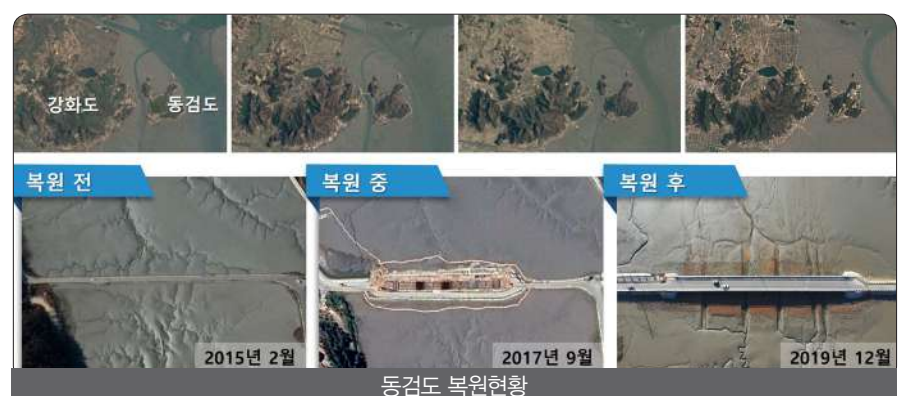 강화도
동검도
복원 전
복원 중
복원 후
2015년 2월
2017년 9월
2019년 12월
동검도 복원현황